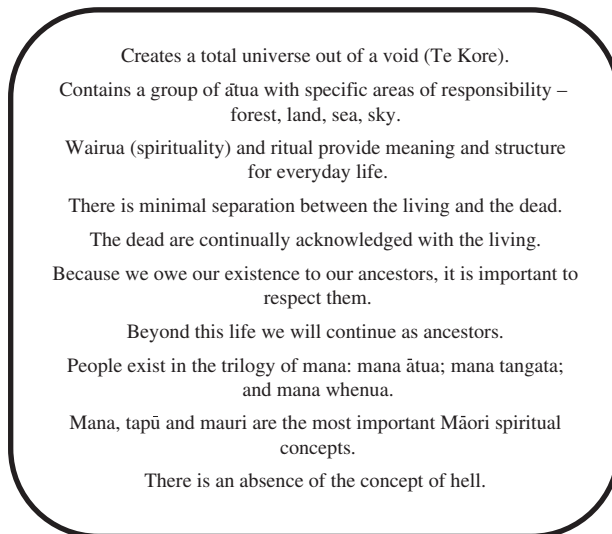 Creates a total universe out of a void (Te Kore).
Contains a group of ātua with specific areas of responsibility –
forest, land, sea, sky.
Wairua (spirituality) and ritual provide meaning and structure
for everyday life.
There is minimal separation between the living and the dead.
The dead are continually acknowledged with the living.
Because we owe our existence to our ancestors, it is important to
respect them.
Beyond this life we will continue as ancestors.
People exist in the trilogy of mana: mana ātua; mana tangata;
and mana whenua.
Mana, tapū and mauri are the most important Māori spiritual
concepts.
There is an absence of the concept of hell.